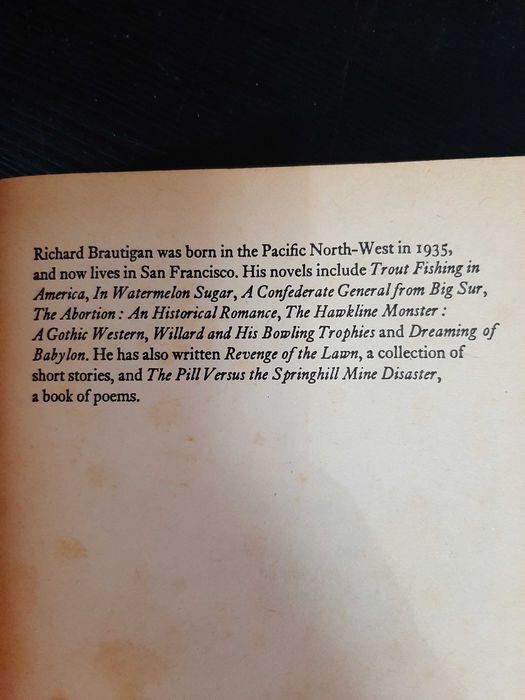 Richard Brautigan was born in the Pacific North-West in 1935,
and now lives in San Francisco. His novels include Trout Fishing in
America, In Watermelon Sugar, A Confederate General from Big Sur,
The Abortion : An Historical Romance, The Hawkline Monster :
A Gothic Western, Willard and His Bowling Trophies and Dreaming of
Babylon. He has also written Revenge of the Lawn, a collection of
short stories, and The Pill Versus the Springhill Mine Disaster,
a book of poems.